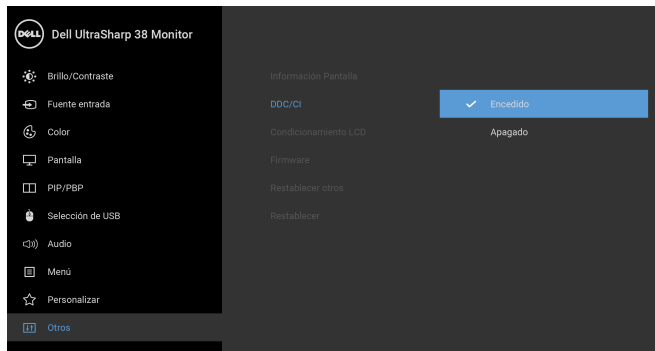 DELL Dell UltraSharp 38 Monitor
Brillo/Contraste
Fuente entrada
Color
Pantalla
PIP/PBP
Selección de USB
Audio
Menú
Personalizar
Otros
Información Pantalla
DDC/CI
Condicionamiento LCD
Firmware
Restablecer otros
Restablecer
Encedido
Apagado